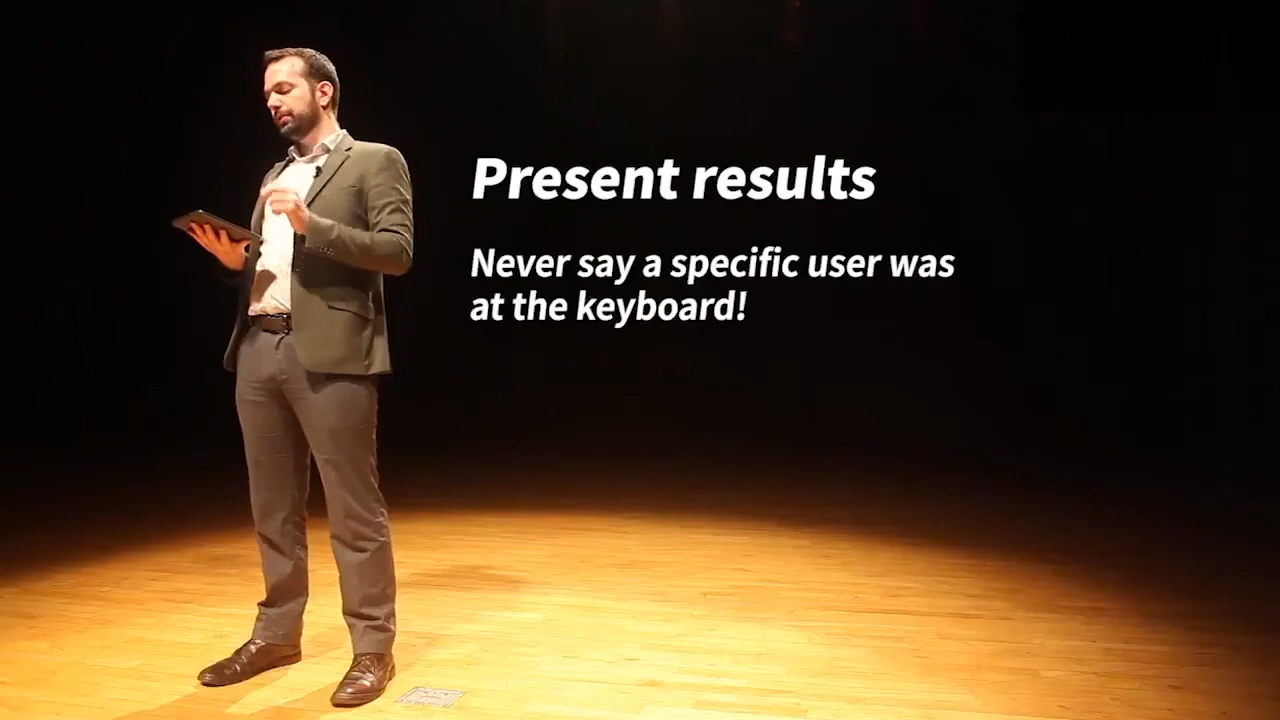 Present results
Never say a specific user was
at the keyboard!